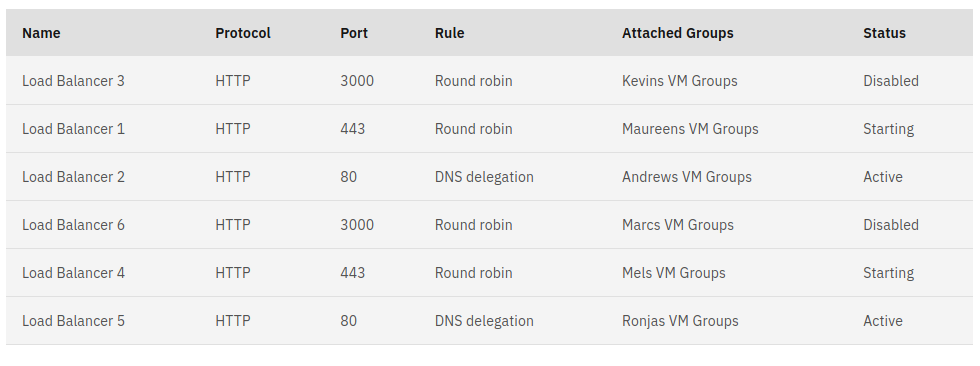 Name Protocol Port Rule Attached Groups Status
Load Balancer 3 HTTP 3000 Round robin Kevins VM Groups Disabled
Load Balancer 1 HTTP 443 Round robin Maureens VM Groups Starting
Load Balancer 2 HTTP 80 DNS delegation Andrews VM Groups Active
Load Balancer 6 HTTP 3000 Round robin Marcs VM Groups Disabled
Load Balancer 4 HTTP 443 Round robin Mels VM Groups Starting
Load Balancer 5 HTTP 80 DNS delegation Ronjas VM Groups Active